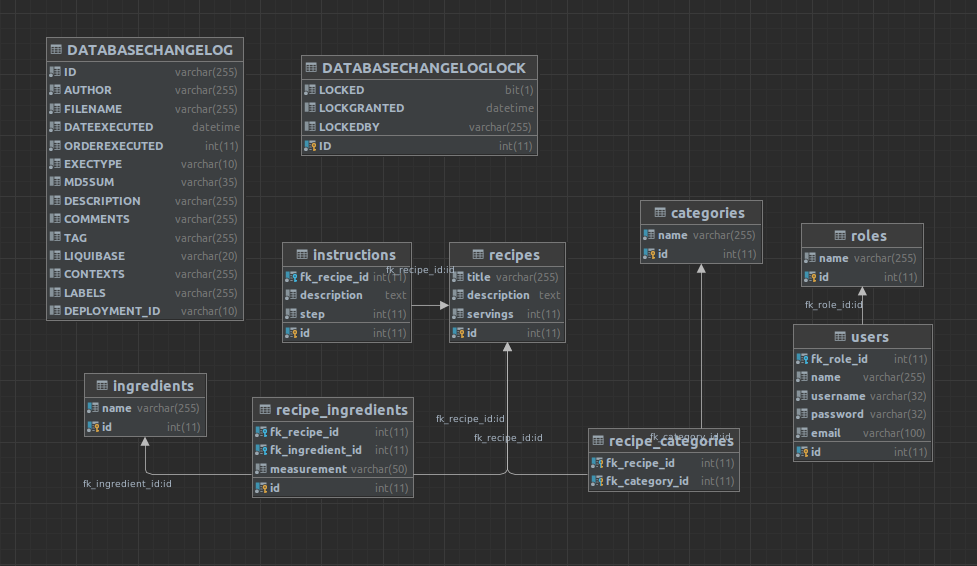 DATABASECHANGELOG
ID varchar(255)
AUTHOR varchar(255)
FILENAME varchar(255)
DATEEXECUTED datetime
ORDEREXECUTED int(11)
EXECTYPE varchar(10)
MD5SUM varchar(35)
DESCRIPTION varchar(255)
COMMENTS varchar(255)
TAG varchar(255)
LIQUIBASE varchar(20)
CONTEXTS varchar(255)
LABELS varchar(255)
DEPLOYMENT_ID varchar(10)
DATABASECHANGELOGLOCK
LOCKED bit(1)
LOCKGRANTED datetime
LOCKEDBY varchar(255)
ID int(11)
categories
name varchar(255)
id int(11)
roles
name varchar(255)
id int(11)
fk_role_id:id
instructions
fk_recipe_id int(11)
description text
step int(11)
id int(11)
fk_recipe_id:id
recipes
title varchar(255)
description text
servings int(11)
id int(11)
users
fk_role_id int(11)
name varchar(255)
username varchar(32)
password varchar(32)
email varchar(100)
id int(11)
ingredients
name varchar(255)
id int(11)
fk_ingredient_id:id
recipe_ingredients
fk_recipe_id int(11)
fk_ingredient_id int(11)
measurement varchar(50)
id int(11)
fk_recipe_id:id
fk_recipe_id:id
fk_category_id:id
recipe_categories
fk_recipe_id int(11)
fk_category_id int(11)